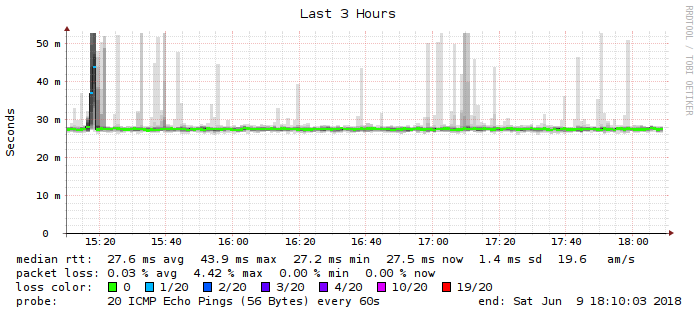 Last 3 Hours
RRDTOOL / TOBI OETIKER
Seconds
50 m
40 m
30 m
20 m
10 m
0
15:20 15:40 16:00 16:20 16:40 17:00 17:20 17:40 18:00
median rtt: 27.6 ms avg 43.9 ms max 27.2 ms min 27.5 ms now 1.4 ms sd 19.6 am/s
packet loss: 0.03 % avg 4.42 % max 0.00 % min 0.00 % now
loss color: 0 1/20 2/20 3/20 4/20 10/20 19/20
probe: 20 ICMP Echo Pings (56 Bytes) every 60s end: Sat Jun 9 18:10:03 2018